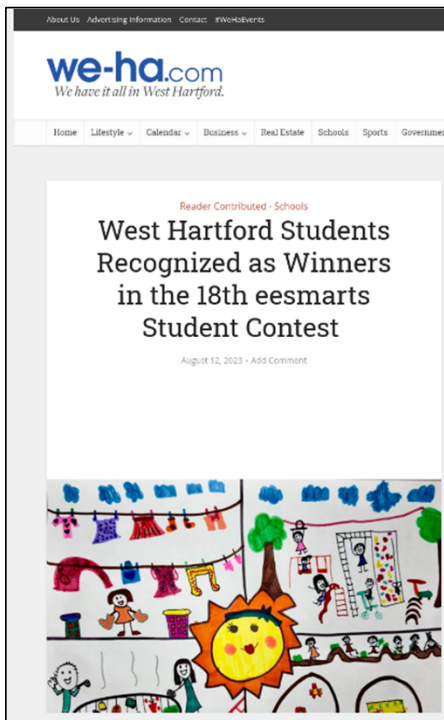 About Us Advertising Information Contact #WeHaEvents
we-ha.com
We have it all in West Hartford.
Home Lifestyle Calendar Business Real Estate Schools Sports Governme
Reader Contributed • Schools
West Hartford Students
Recognized as Winners
in the 18th eesmarts
Student Contest
August 12, 2023 • Add Comment